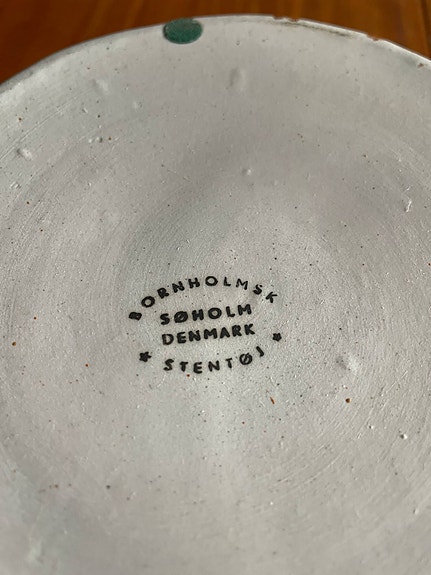 BORNHOLMSK
SØHOLM
DENMARK
* STENTØJ *